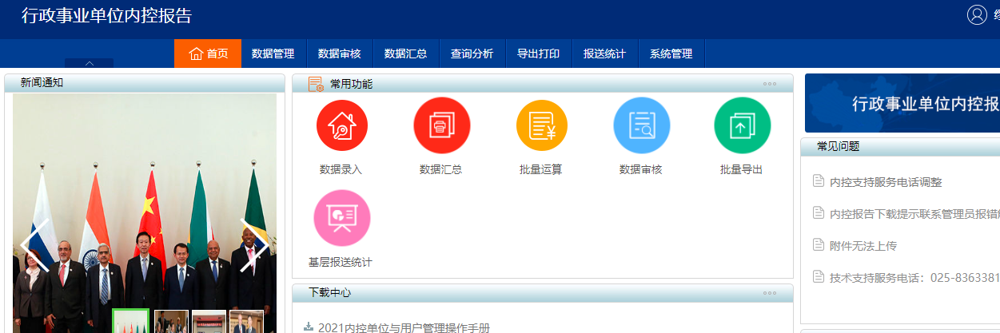 行政事业单位内控报告
首页 数据管理 数据审核 数据汇总 查询分析 导出打印 报送统计 系统管理
新闻通知
常用功能
数据录入 数据汇总 批量运算 数据审核 批量导出
基层报送统计
下载中心
2021内控单位与用户管理操作手册
行政事业单位内控报
常见问题
内控支持服务电话调整
内控报告下载提示联系管理员报错
附件无法上传
技术支持服务电话：025-8363381